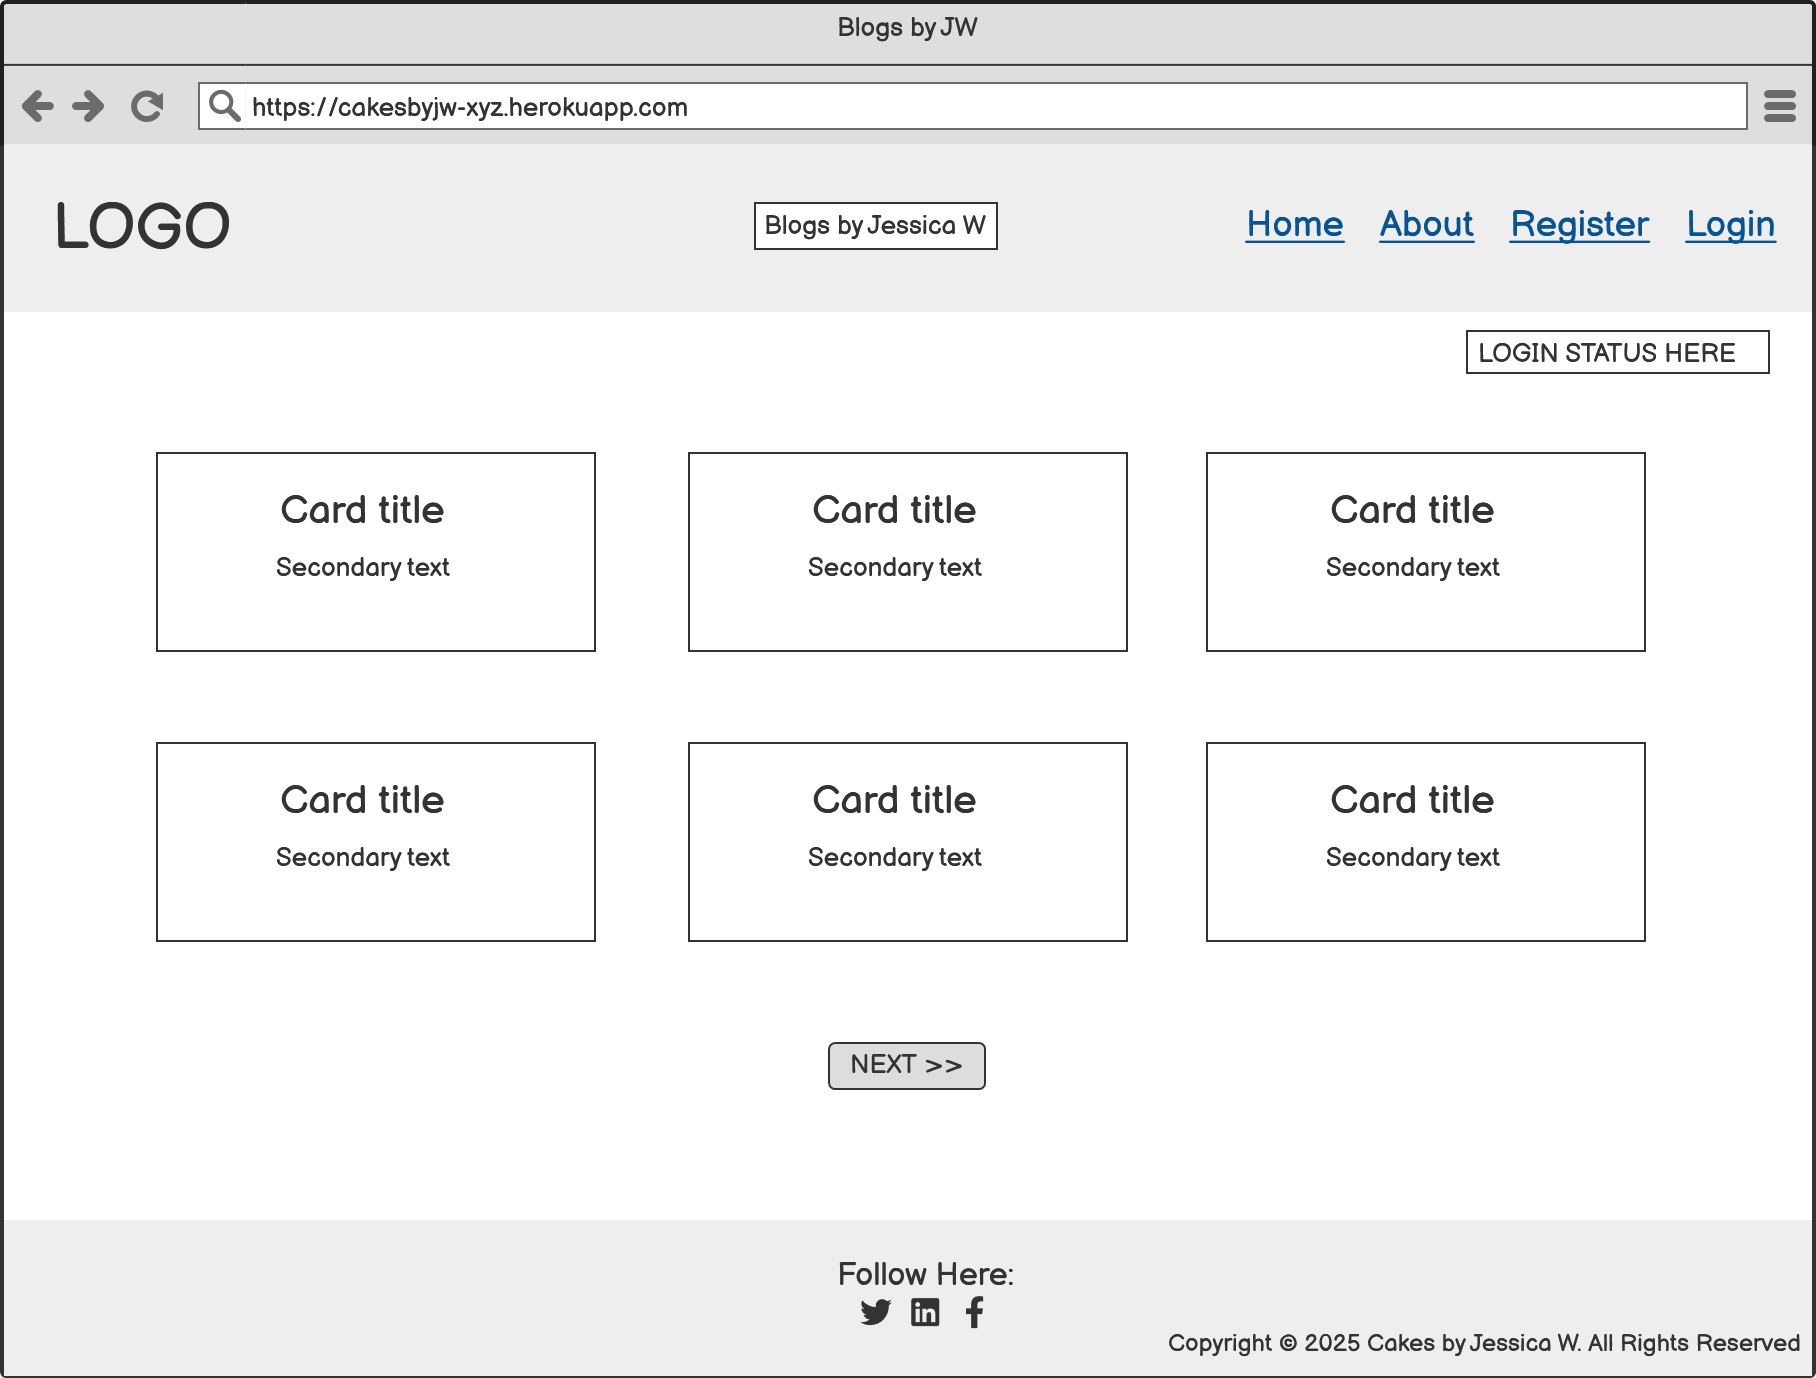 Blogs by JW
https://cakesbyjw-xyz.herokuapp.com
LOGO
Blogs by Jessica W
Home About Register Login
LOGIN STATUS HERE
Card title Card title Card title
Secondary text Secondary text Secondary text
Card title Card title Card title
Secondary text Secondary text Secondary text
NEXT >>
Follow Here:
Copyright © 2025 Cakes by Jessica W. All Rights Reserved